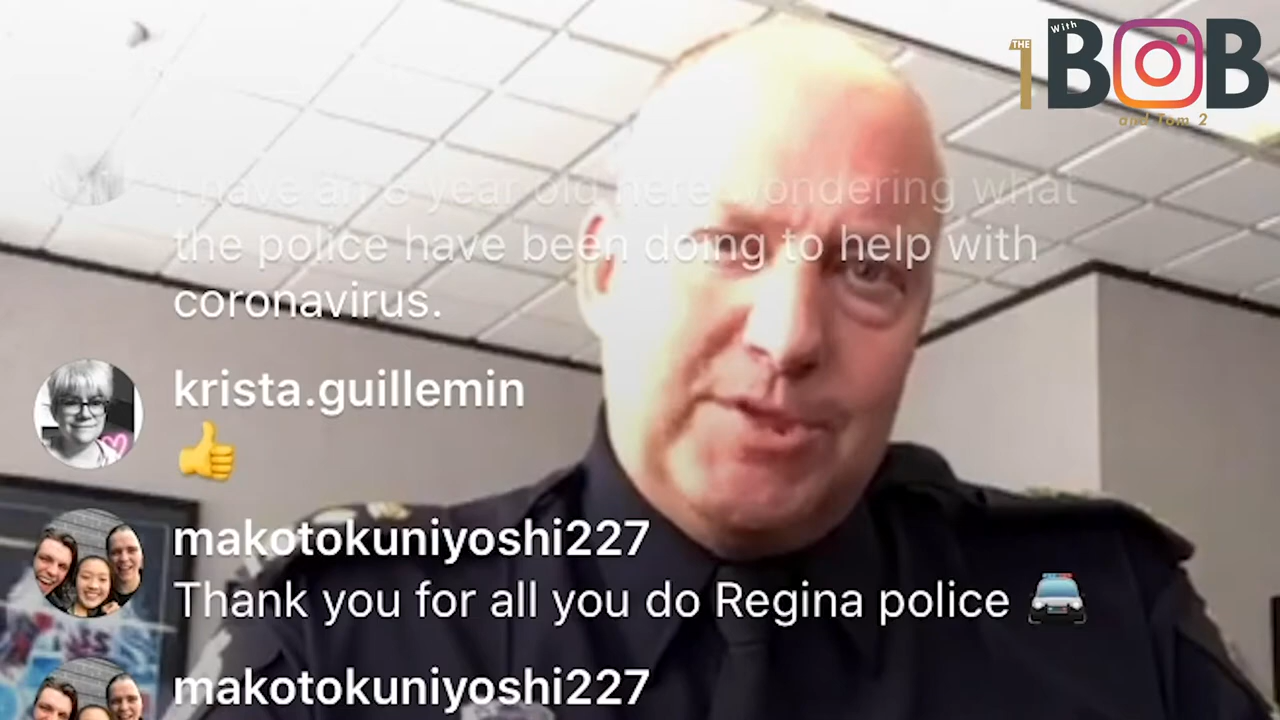 THE 1 With BOB
and Tom 2
I have an 8 year old here wondering what
the police have been doing to help with
coronavirus.
krista.guillemin
👍
makotokuniyoshi227
Thank you for all you do Regina police 🚔
makotokuniyoshi227